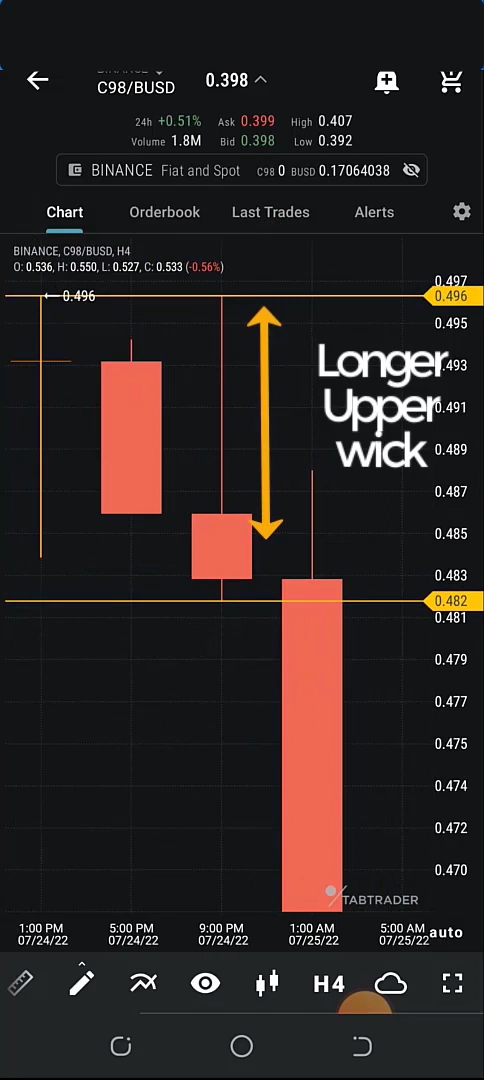 C98/BUSD
0.398
24h +0.51% Ask 0.399 High 0.407
Volume 1.8M Bid 0.398 Low 0.392
BINANCE Fiat and Spot C98 0 BUSD 0.17064038
Chart Orderbook Last Trades Alerts
BINANCE, C98/BUSD, H4
O: 0.536, H: 0.550, L: 0.527, C: 0.533 (-0.56%)
0.497
0.496
0.496
0.495
Longer
Upper
wick
0.493
0.491
0.489
0.487
0.485
0.483
0.482
0.481
0.479
0.477
0.475
0.474
0.472
0.470
TABTRADER
1:00 PM 5:00 PM 9:00 PM 1:00 AM 5:00 AM
07/24/22 07/24/22 07/24/22 07/25/22 07/25/22
auto
H4